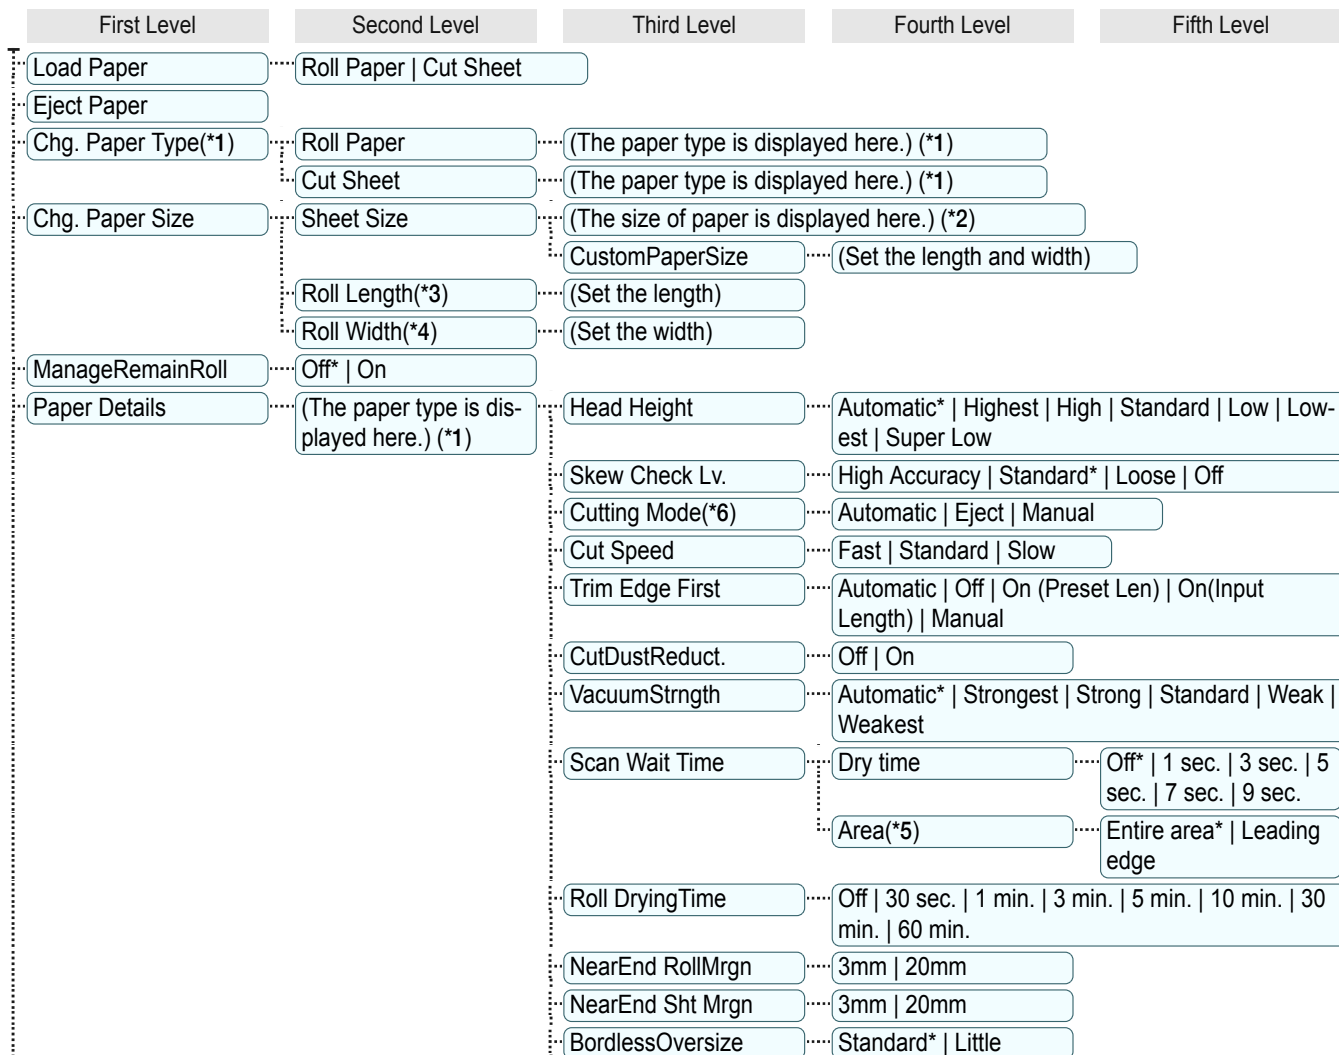 First Level Second Level Third Level Fourth Level Fifth Level
Load Paper Roll Paper | Cut Sheet
Eject Paper
Chg. Paper Type(*1) Roll Paper (The paper type is displayed here.) (*1)
Cut Sheet (The paper type is displayed here.) (*1)
Chg. Paper Size Sheet Size (The size of paper is displayed here.) (*2)
CustomPaperSize (Set the length and width)
Roll Length(*3) (Set the length)
Roll Width(*4) (Set the width)
ManageRemainRoll Off* | On
Paper Details (The paper type is dis-
played here.) (*1)
Head Height Automatic* | Highest | High | Standard | Low | Low-
est | Super Low
Skew Check Lv. High Accuracy | Standard* | Loose | Off
Cutting Mode(*6) Automatic | Eject | Manual
Cut Speed Fast | Standard | Slow
Trim Edge First Automatic | Off | On (Preset Len) | On(Input
Length) | Manual
CutDustReduct. Off | On
VacuumStrngth Automatic* | Strongest | Strong | Standard | Weak |
Weakest
Scan Wait Time Dry time Off* | 1 sec. | 3 sec. | 5
sec. | 7 sec. | 9 sec.
Area(*5) Entire area* | Leading
edge
Roll DryingTime Off | 30 sec. | 1 min. | 3 min. | 5 min. | 10 min. | 30
min. | 60 min.
NearEnd RollMrgn 3mm | 20mm
NearEnd Sht Mrgn 3mm | 20mm
BordlessOversize Standard* | Little